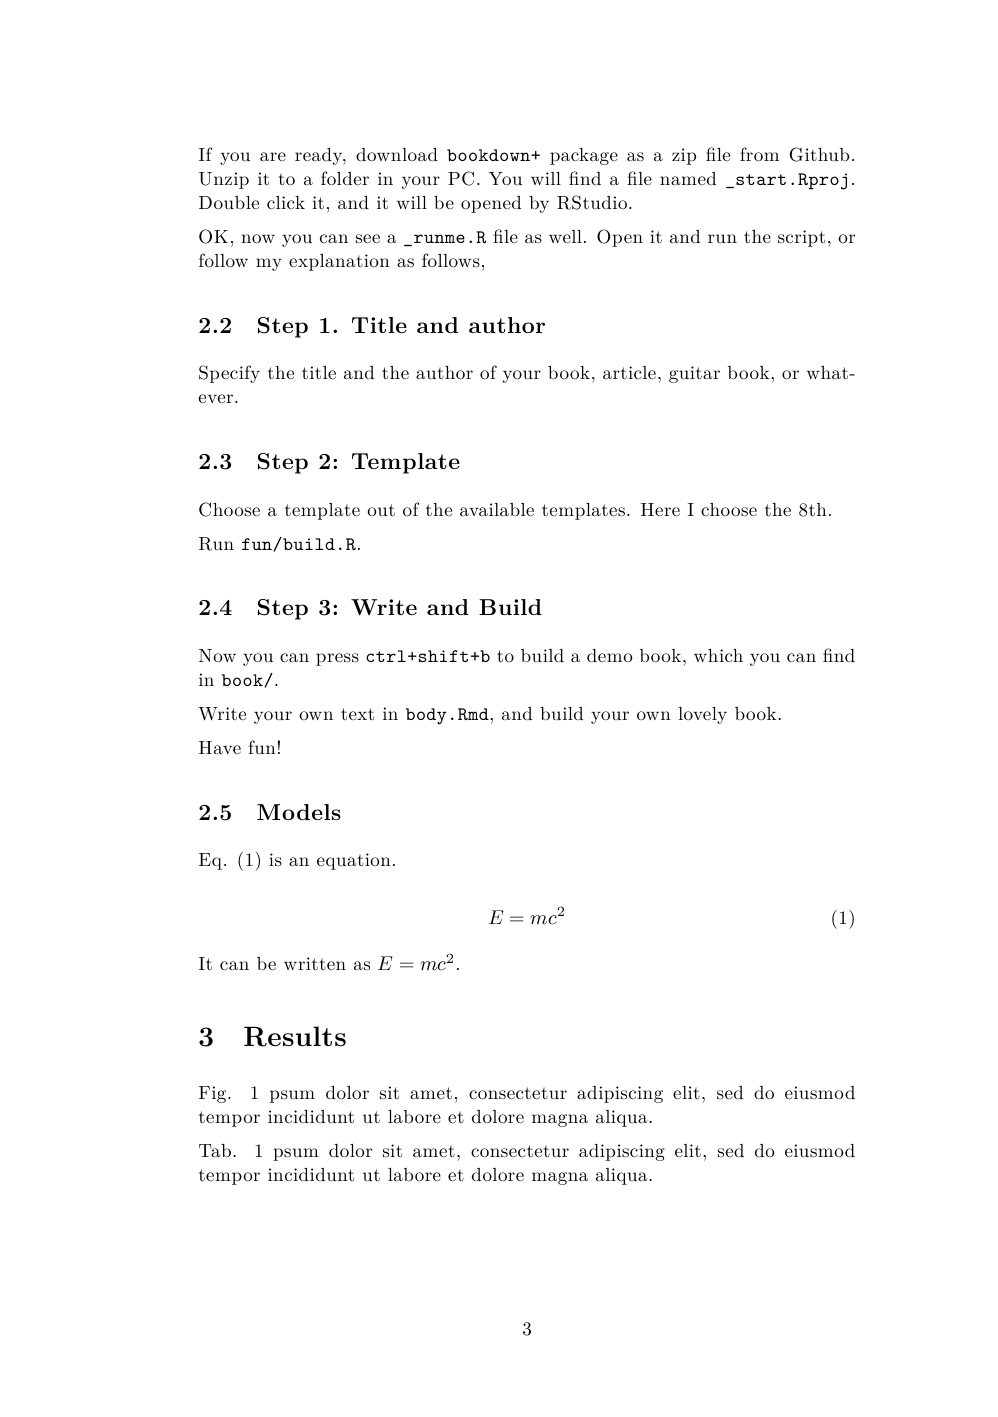 If you are ready, download bookdown+ package as a zip file from Github.
Unzip it to a folder in your PC. You will find a file named _start.Rproj.
Double click it, and it will be opened by RStudio.
OK, now you can see a _runme.R file as well. Open it and run the script, or
follow my explanation as follows,
2.2 Step 1. Title and author
Specify the title and the author of your book, article, guitar book, or what-
ever.
2.3 Step 2: Template
Choose a template out of the available templates. Here I choose the 8th.
Run fun/build.R.
2.4 Step 3: Write and Build
Now you can press ctrl+shift+b to build a demo book, which you can find
in book/.
Write your own text in body.Rmd, and build your own lovely book.
Have fun!
2.5 Models
Eq. (1) is an equation.
E = mc² (1)
It can be written as E = mc².
3 Results
Fig. 1 psum dolor sit amet, consectetur adipiscing elit, sed do eiusmod
tempor incididunt ut labore et dolore magna aliqua.
Tab. 1 psum dolor sit amet, consectetur adipiscing elit, sed do eiusmod
tempor incididunt ut labore et dolore magna aliqua.
3